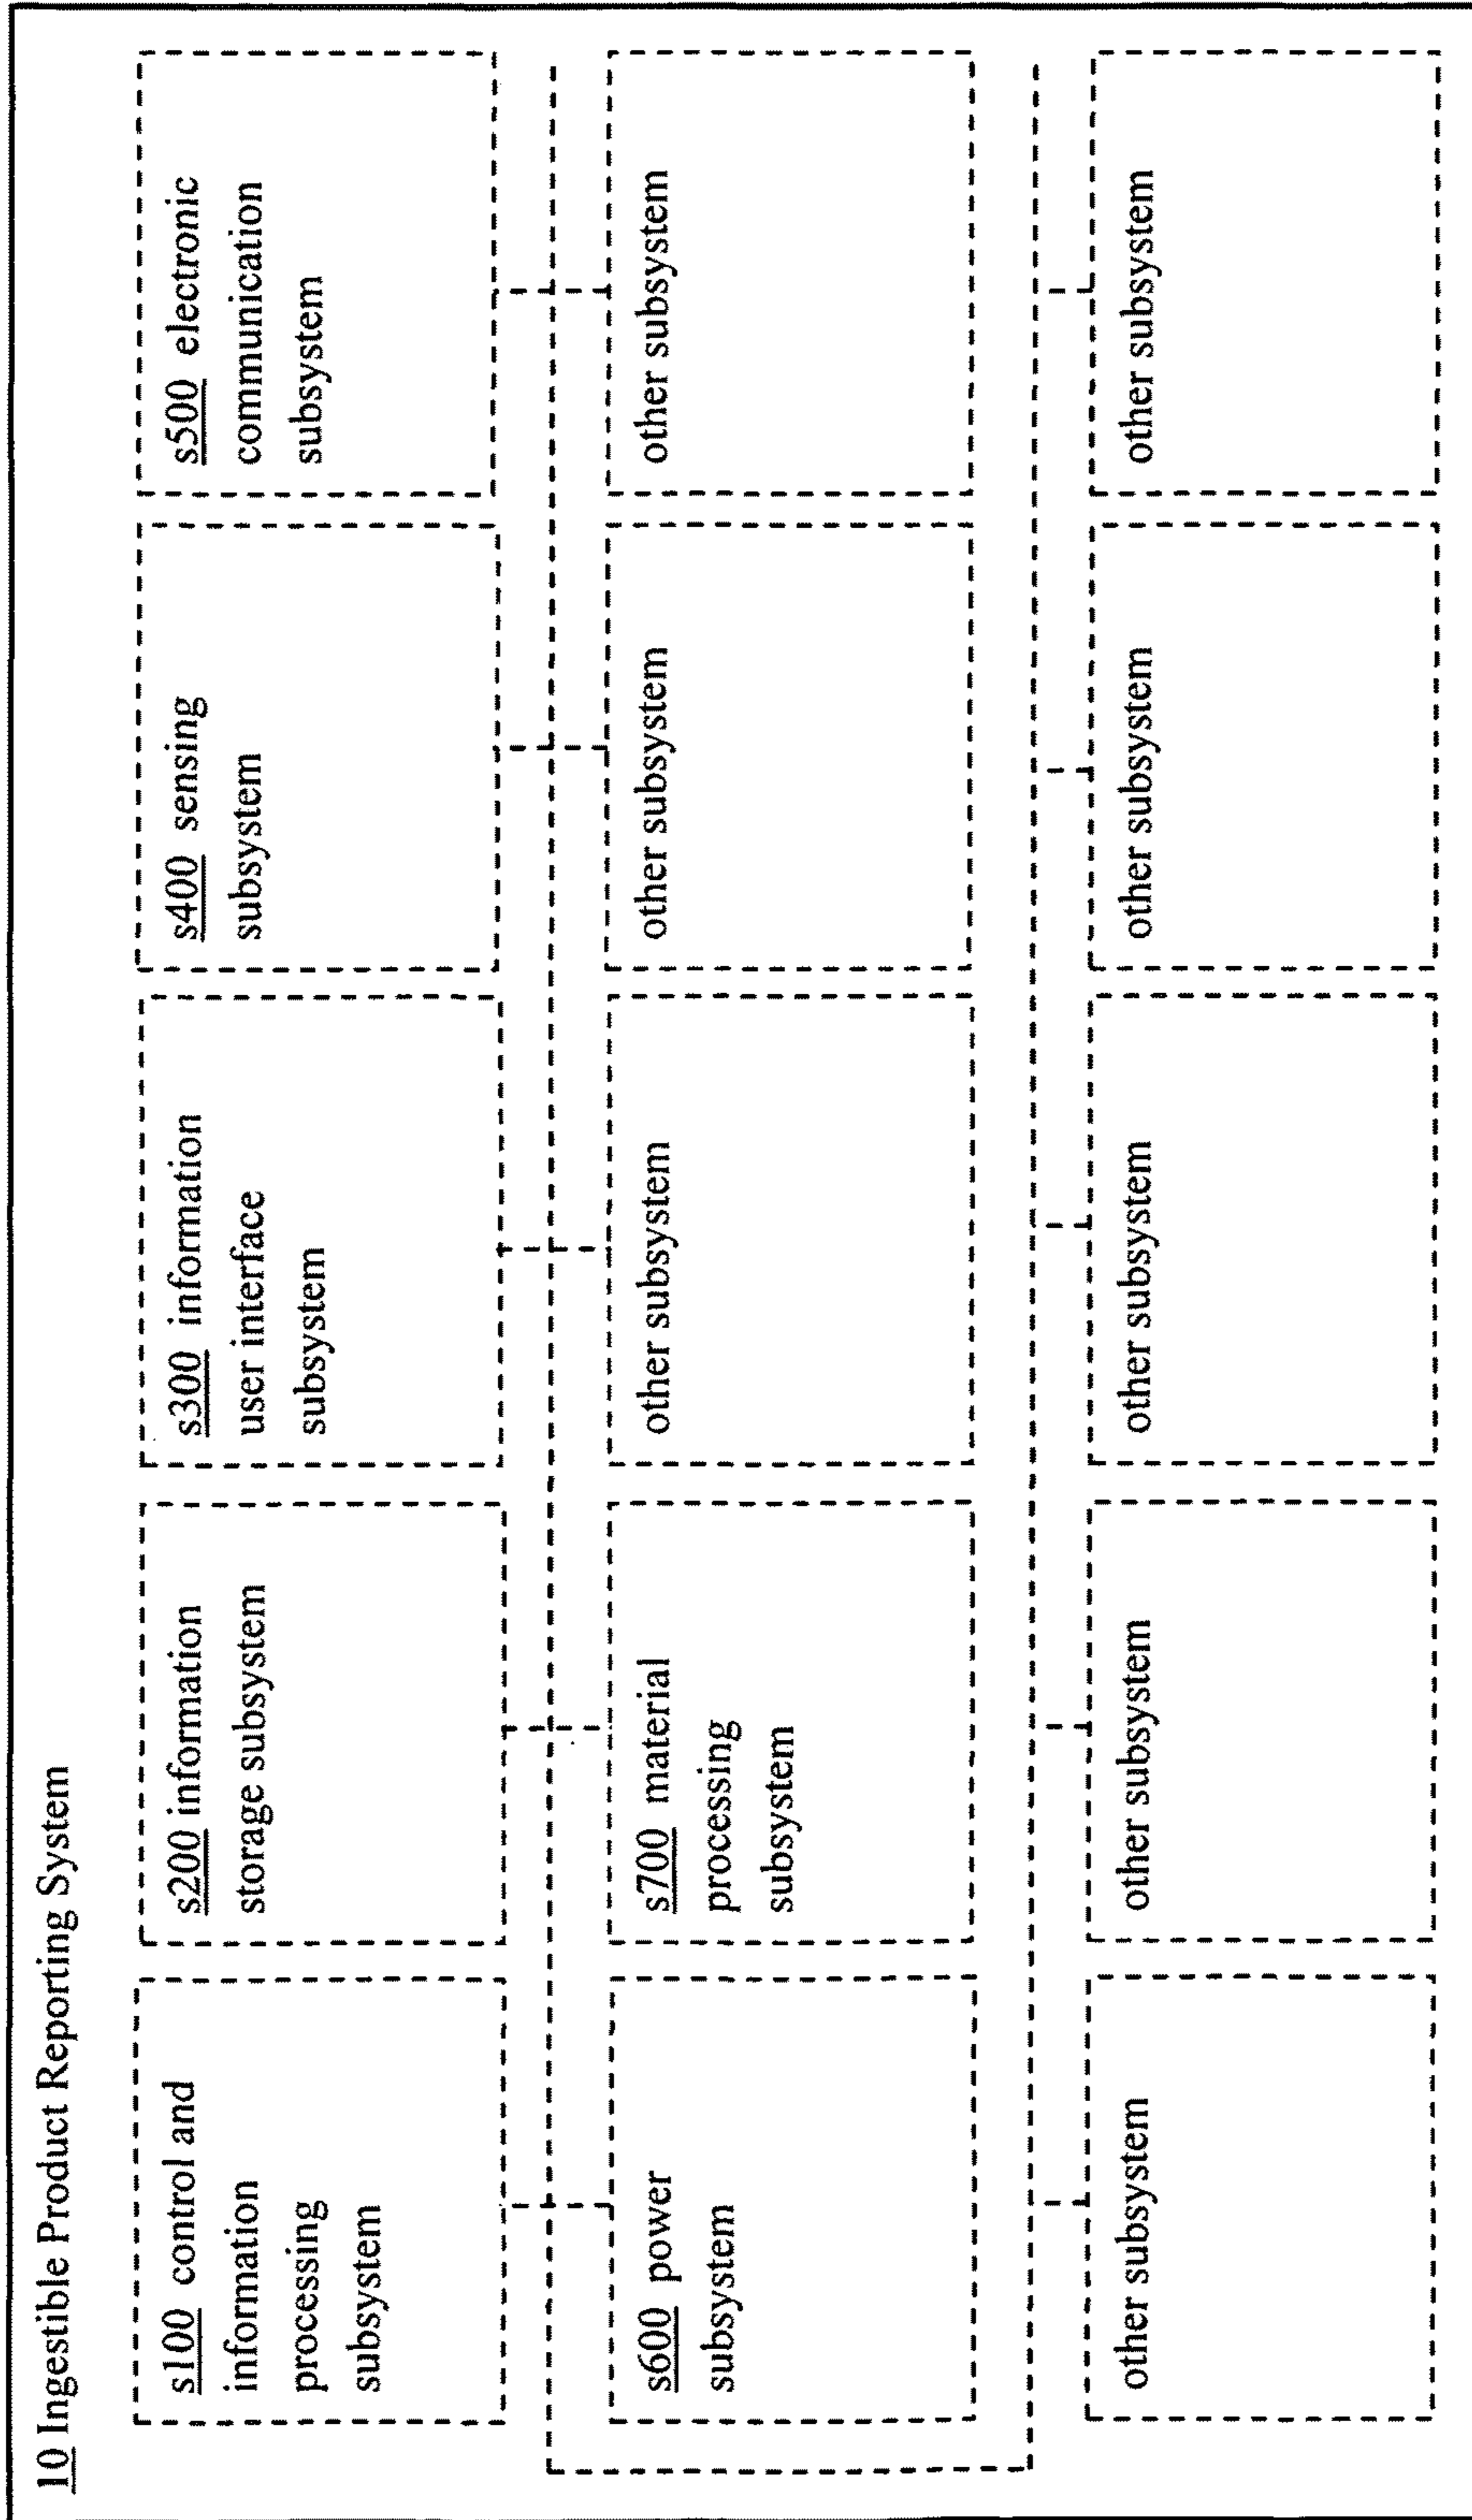 10 Ingestible Product Reporting System
s100 control and
information
processing
subsystem
s200 information
storage subsystem
s300 information
user interface
subsystem
s400 sensing
subsystem
s500 electronic
communication
subsystem
s600 power
subsystem
s700 material
processing
subsystem
other subsystem
other subsystem
other subsystem
other subsystem
other subsystem
other subsystem
other subsystem
other subsystem